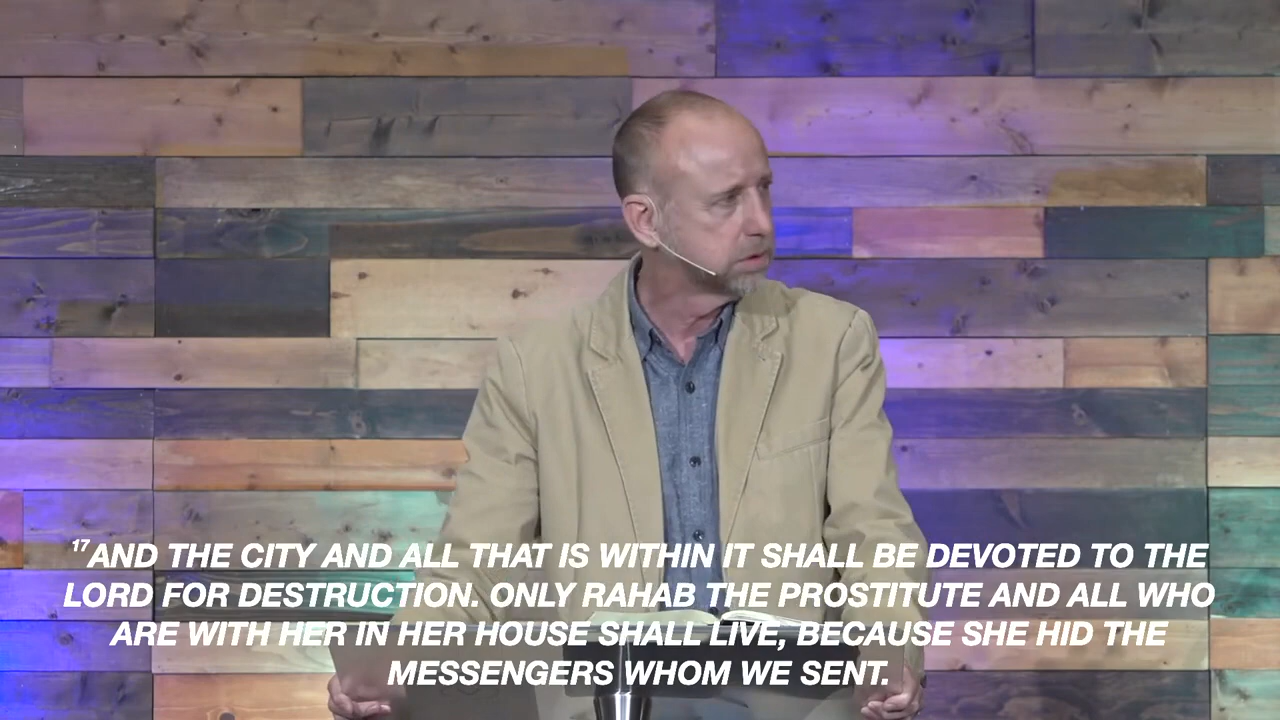 ¹⁷AND THE CITY AND ALL THAT IS WITHIN IT SHALL BE DEVOTED TO THE
LORD FOR DESTRUCTION. ONLY RAHAB THE PROSTITUTE AND ALL WHO
ARE WITH HER IN HER HOUSE SHALL LIVE, BECAUSE SHE HID THE
MESSENGERS WHOM WE SENT.